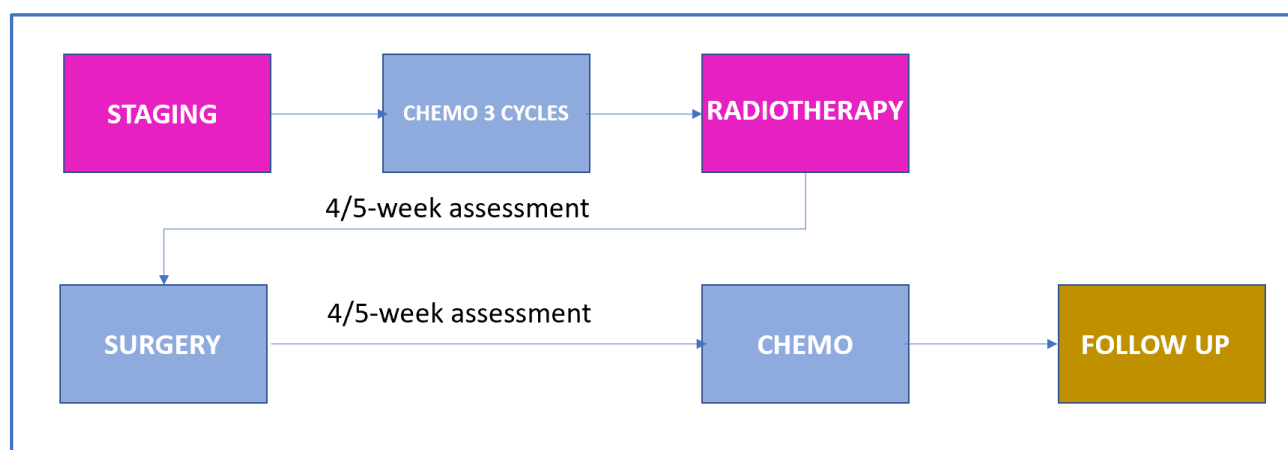 STAGING
CHEMO 3 CYCLES
RADIOTHERAPY
4/5-week assessment
SURGERY
4/5-week assessment
CHEMO
FOLLOW UP